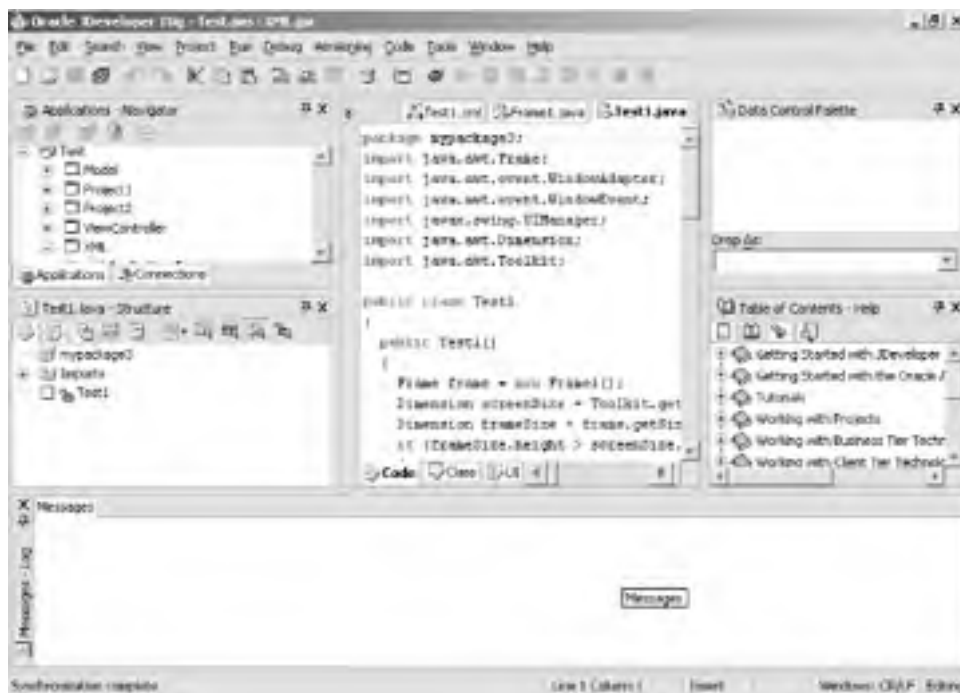 Oracle JDeveloper 10g - Test.jws : XML.jpr
File Edit Search View Project Run Debug Versioning Code Tools Window Help
Applications - Navigator
Test
Model
Project1
Project2
ViewController
XML
Applications Connections
Test1.java - Structure
mypackage3
Imports
Test1
Test1.java
package mypackage3;
import java.awt.Frame;
import java.awt.event.WindowAdapter;
import java.awt.event.WindowEvent;
import javax.swing.UIManager;
import java.awt.Dimension;
import java.awt.Toolkit;
public class Test1
{
public Test1()
{
Frame frame = new Frame1();
Dimension screenSize = Toolkit.get
Dimension frameSize = frame.getSiz
if (frameSize.height > screenSize.
Code Class UI
Data Control Palette
Drop As:
Table of Contents - Help
Getting Started with JDeveloper
Getting Started with the Oracle
Tutorials
Working with Projects
Working with Business Tier Techn
Working with Client Tier Technolo
Messages
Messages - Log
Messages
Synchronization complete
Line 1 Column 1 Insert Windows: CR/LF Editing